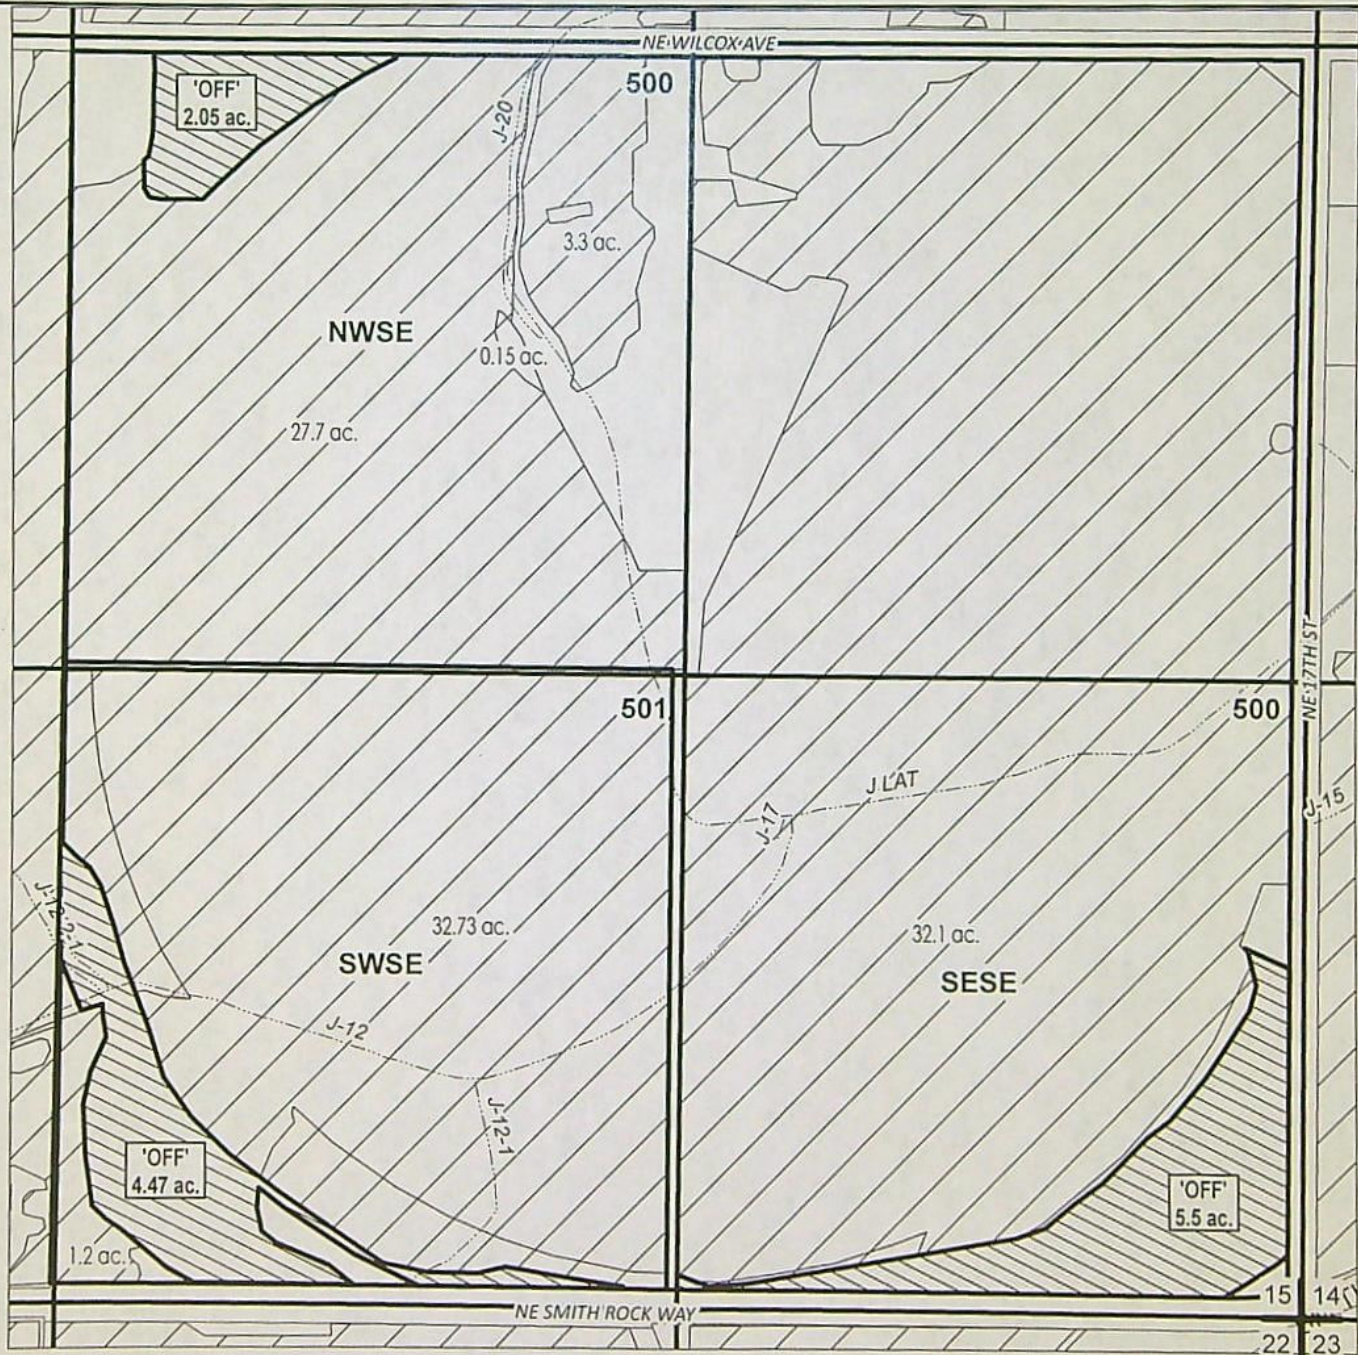 NE WILCOX AVE
'OFF'
2.05 ac.
500
J-20
3.3 ac.
NWSE
0.15 ac.
27.7 ac.
NE 17TH ST
501
500
J LAT
J-17
J-15
J-12-2-1
32.73 ac.
32.1 ac.
SWSE
SESE
J-12
J-12-1
'OFF'
4.47 ac.
'OFF'
5.5 ac.
1.2 ac.
15 14
NE SMITH ROCK WAY
22 23